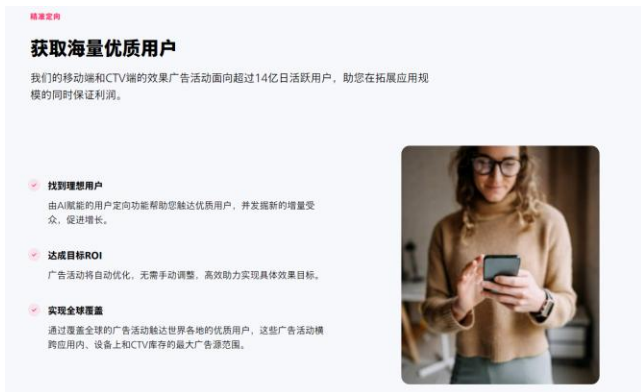 精准定向
获取海量优质用户
我们的移动端和CTV端的效果广告活动面向超过14亿日活跃用户，助您在拓展应用规
模的同时保证利润。
找到理想用户
由AI赋能的用户定向功能帮助您触达优质用户，并发掘新的增量受
众，促进增长。
达成目标ROI
广告活动将自动优化，无需手动调整，高效助力实现具体效果目标。
实现全球覆盖
通过覆盖全球的广告活动触达世界各地的优质用户，这些广告活动横
跨应用内、设备上和CTV库存的最大广告源范围。